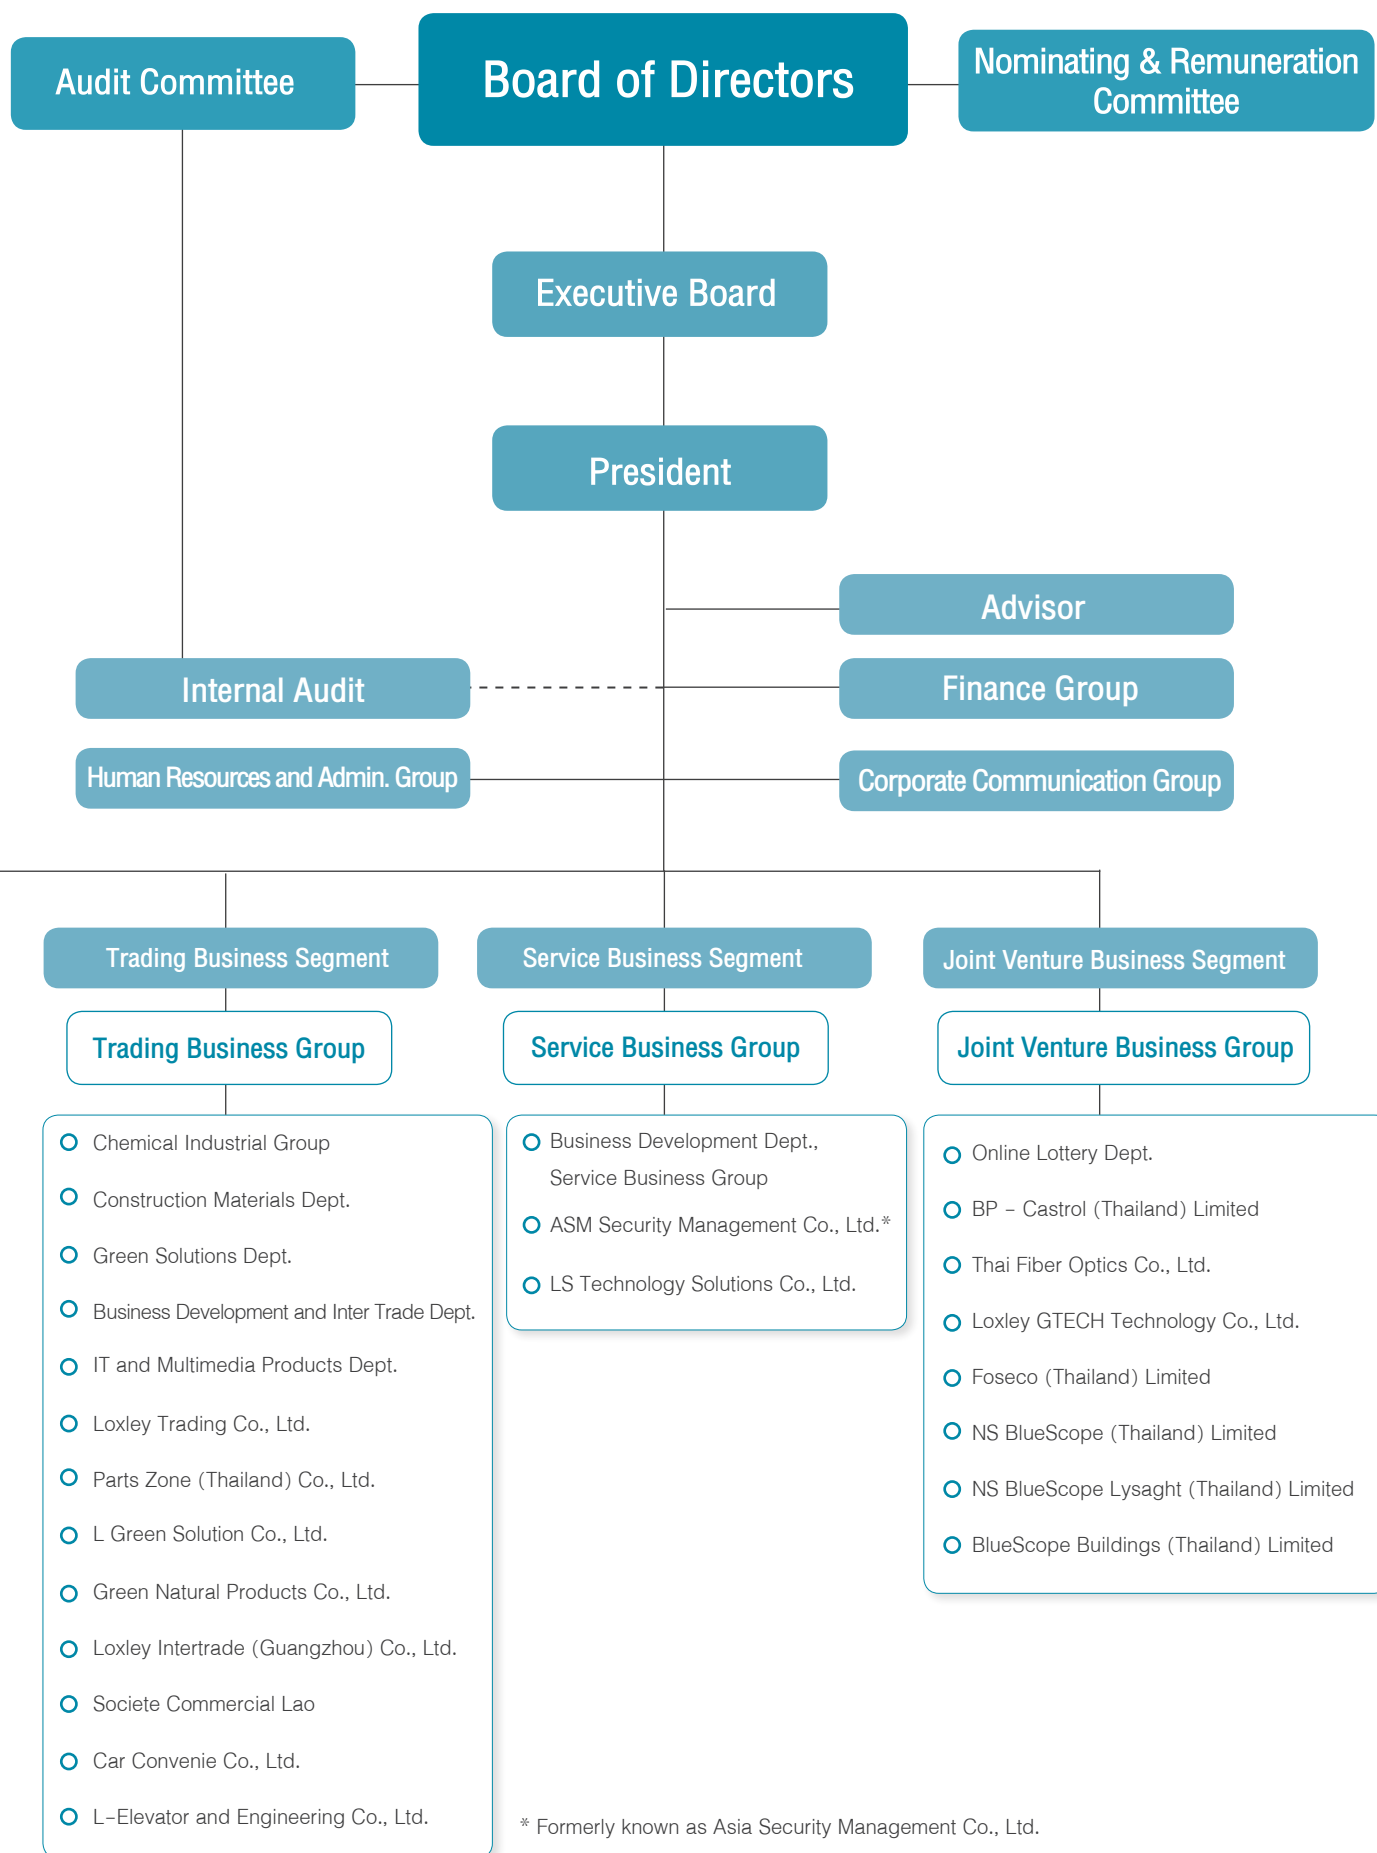 Audit Committee
Board of Directors
Nominating & Remuneration
Committee
Executive Board
President
Advisor
Internal Audit
Finance Group
Human Resources and Admin. Group
Corporate Communication Group
Trading Business Segment
Service Business Segment
Joint Venture Business Segment
Trading Business Group
Service Business Group
Joint Venture Business Group
Chemical Industrial Group
Construction Materials Dept.
Green Solutions Dept.
Business Development and Inter Trade Dept.
IT and Multimedia Products Dept.
Loxley Trading Co., Ltd.
Parts Zone (Thailand) Co., Ltd.
L Green Solution Co., Ltd.
Green Natural Products Co., Ltd.
Loxley Intertrade (Guangzhou) Co., Ltd.
Societe Commercial Lao
Car Convenie Co., Ltd.
L-Elevator and Engineering Co., Ltd.
Business Development Dept.,
Service Business Group
ASM Security Management Co., Ltd.*
LS Technology Solutions Co., Ltd.
Online Lottery Dept.
BP - Castrol (Thailand) Limited
Thai Fiber Optics Co., Ltd.
Loxley GTECH Technology Co., Ltd.
Foseco (Thailand) Limited
NS BlueScope (Thailand) Limited
NS BlueScope Lysaght (Thailand) Limited
BlueScope Buildings (Thailand) Limited
* Formerly known as Asia Security Management Co., Ltd.